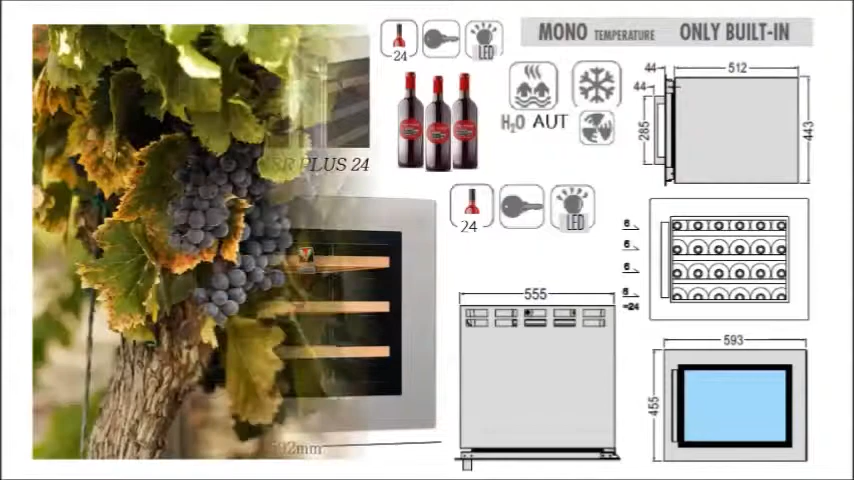 24
LED
MONO TEMPERATURE ONLY BUILT-IN
H₂O AUT
PLUS 24
24
LED
44
512
44
285
443
6
6
6
6
=24
555
593
455
92mm